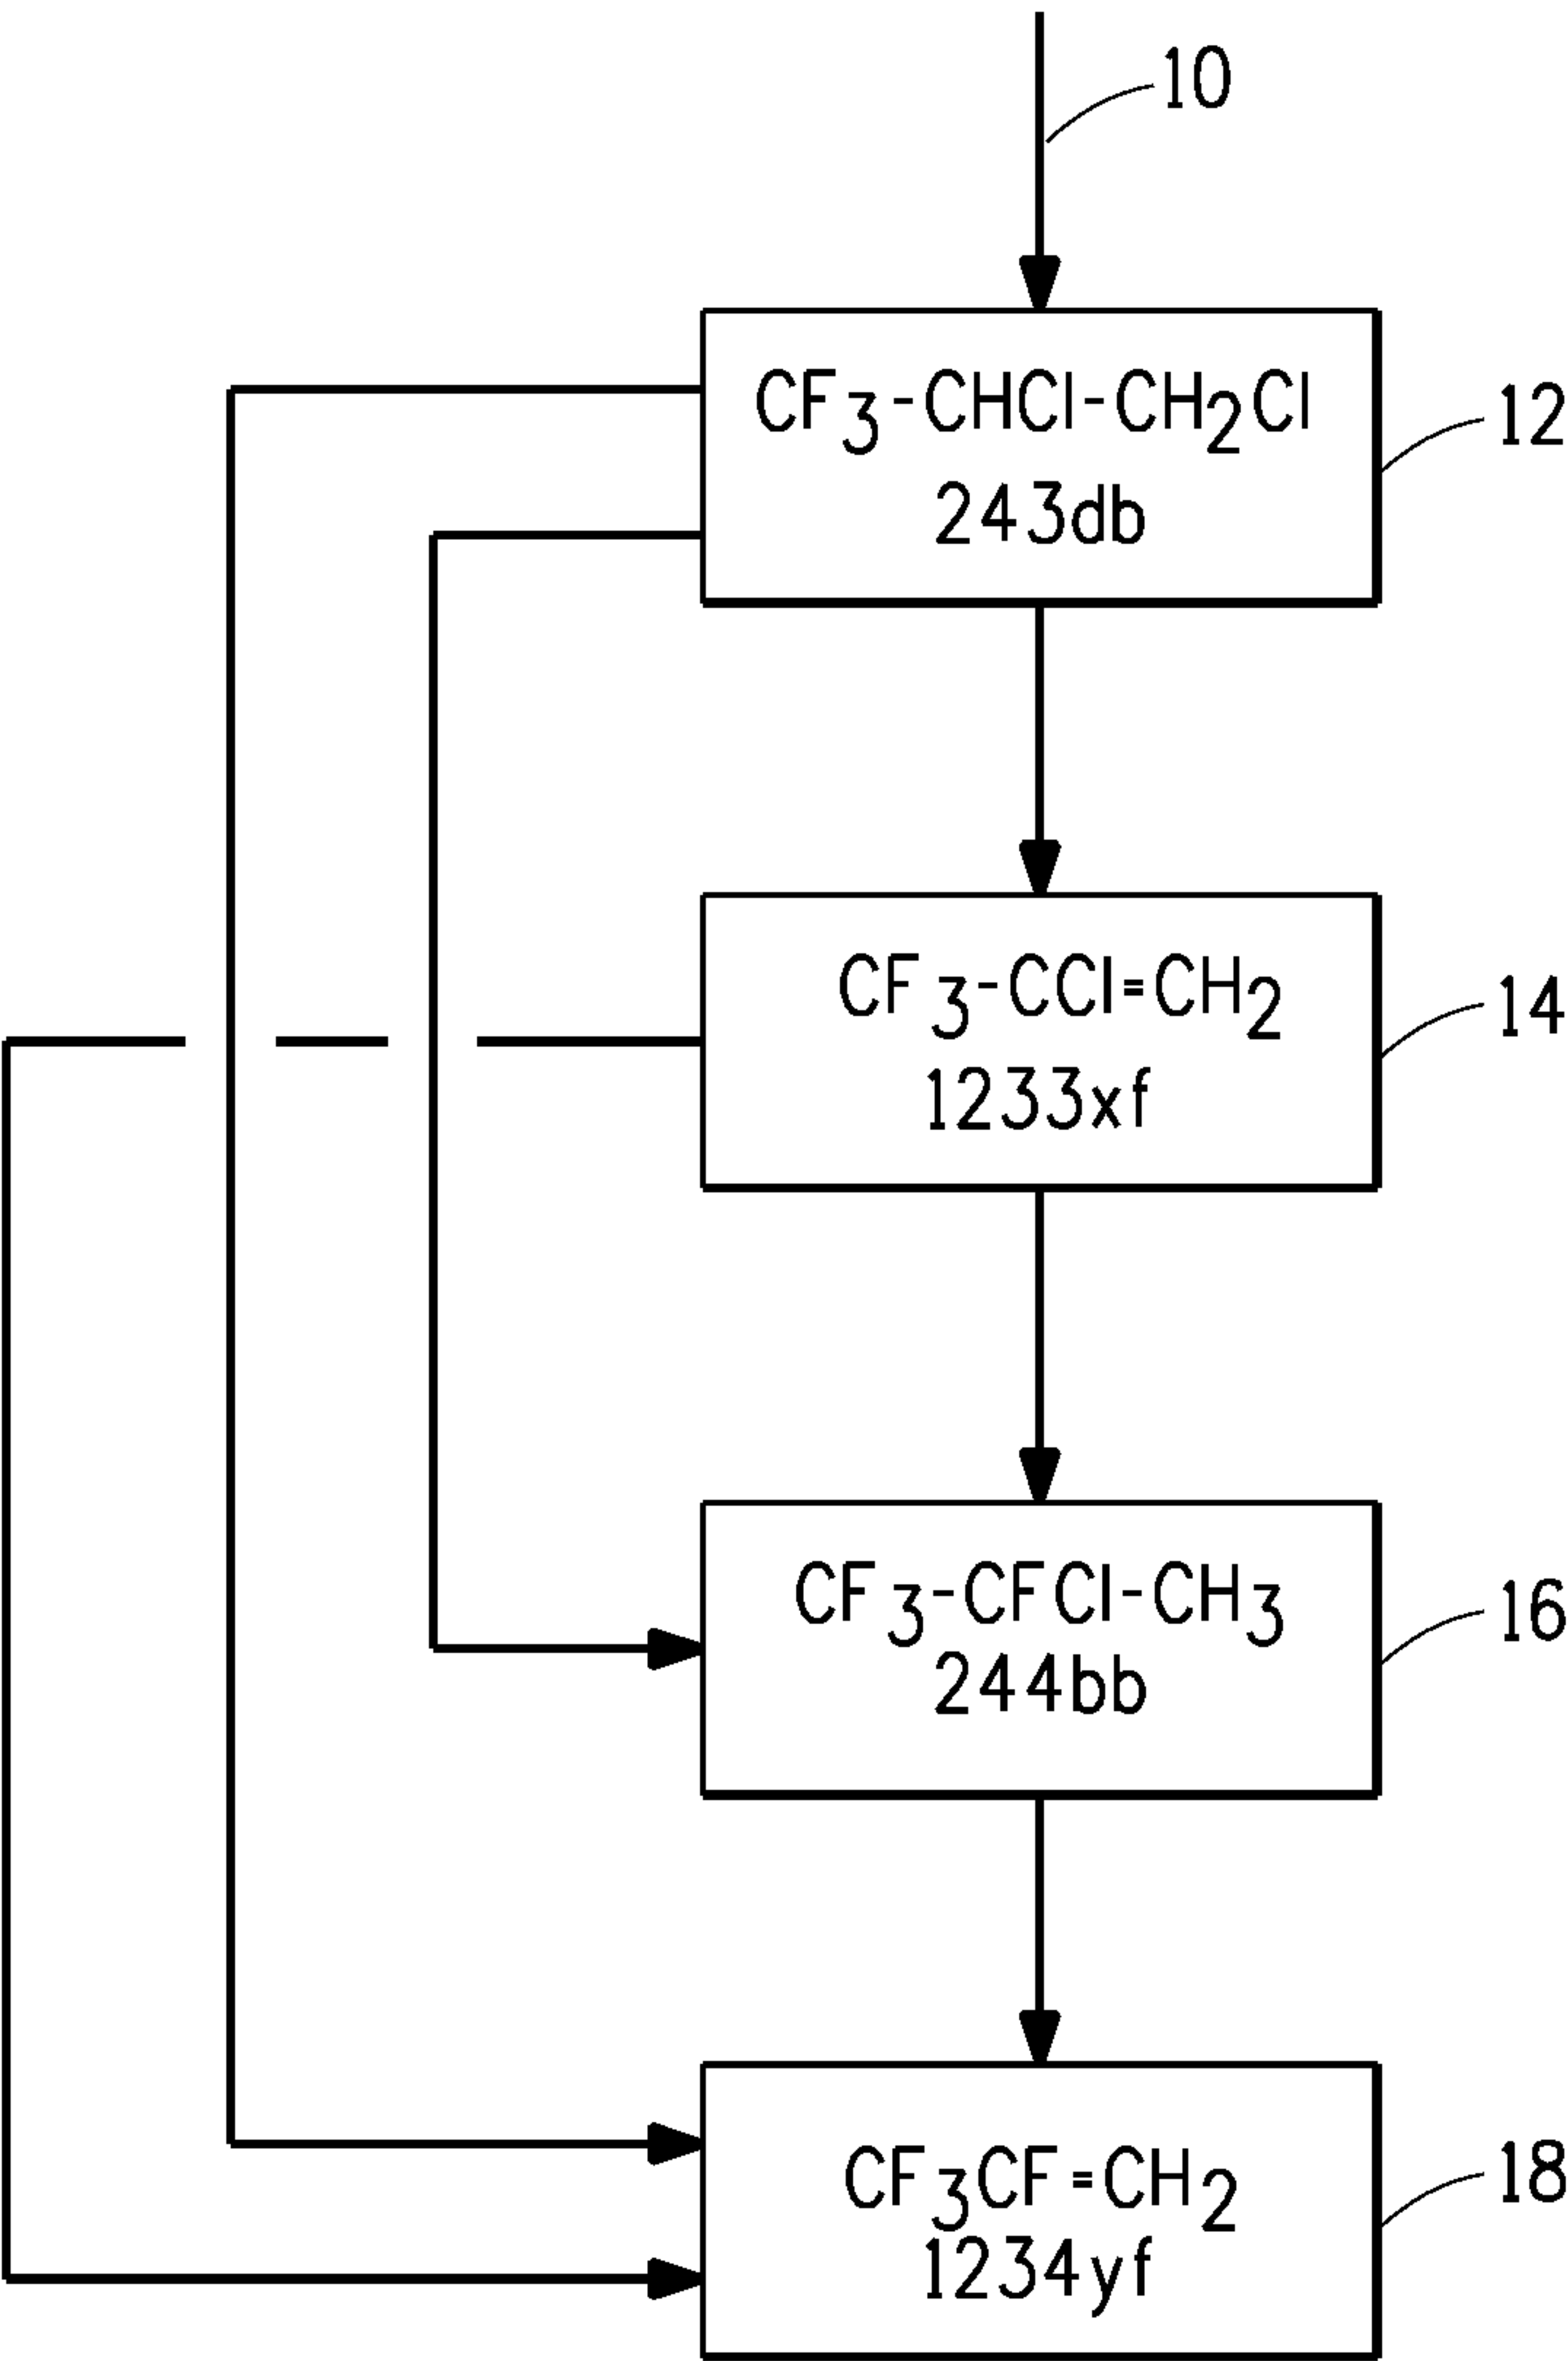 10
CF3-CHCl-CH2Cl
243db
12
CF3-CCl=CH2
1233xf
14
CF3-CFCl-CH3
244bb
16
CF3CF=CH2
1234yf
18